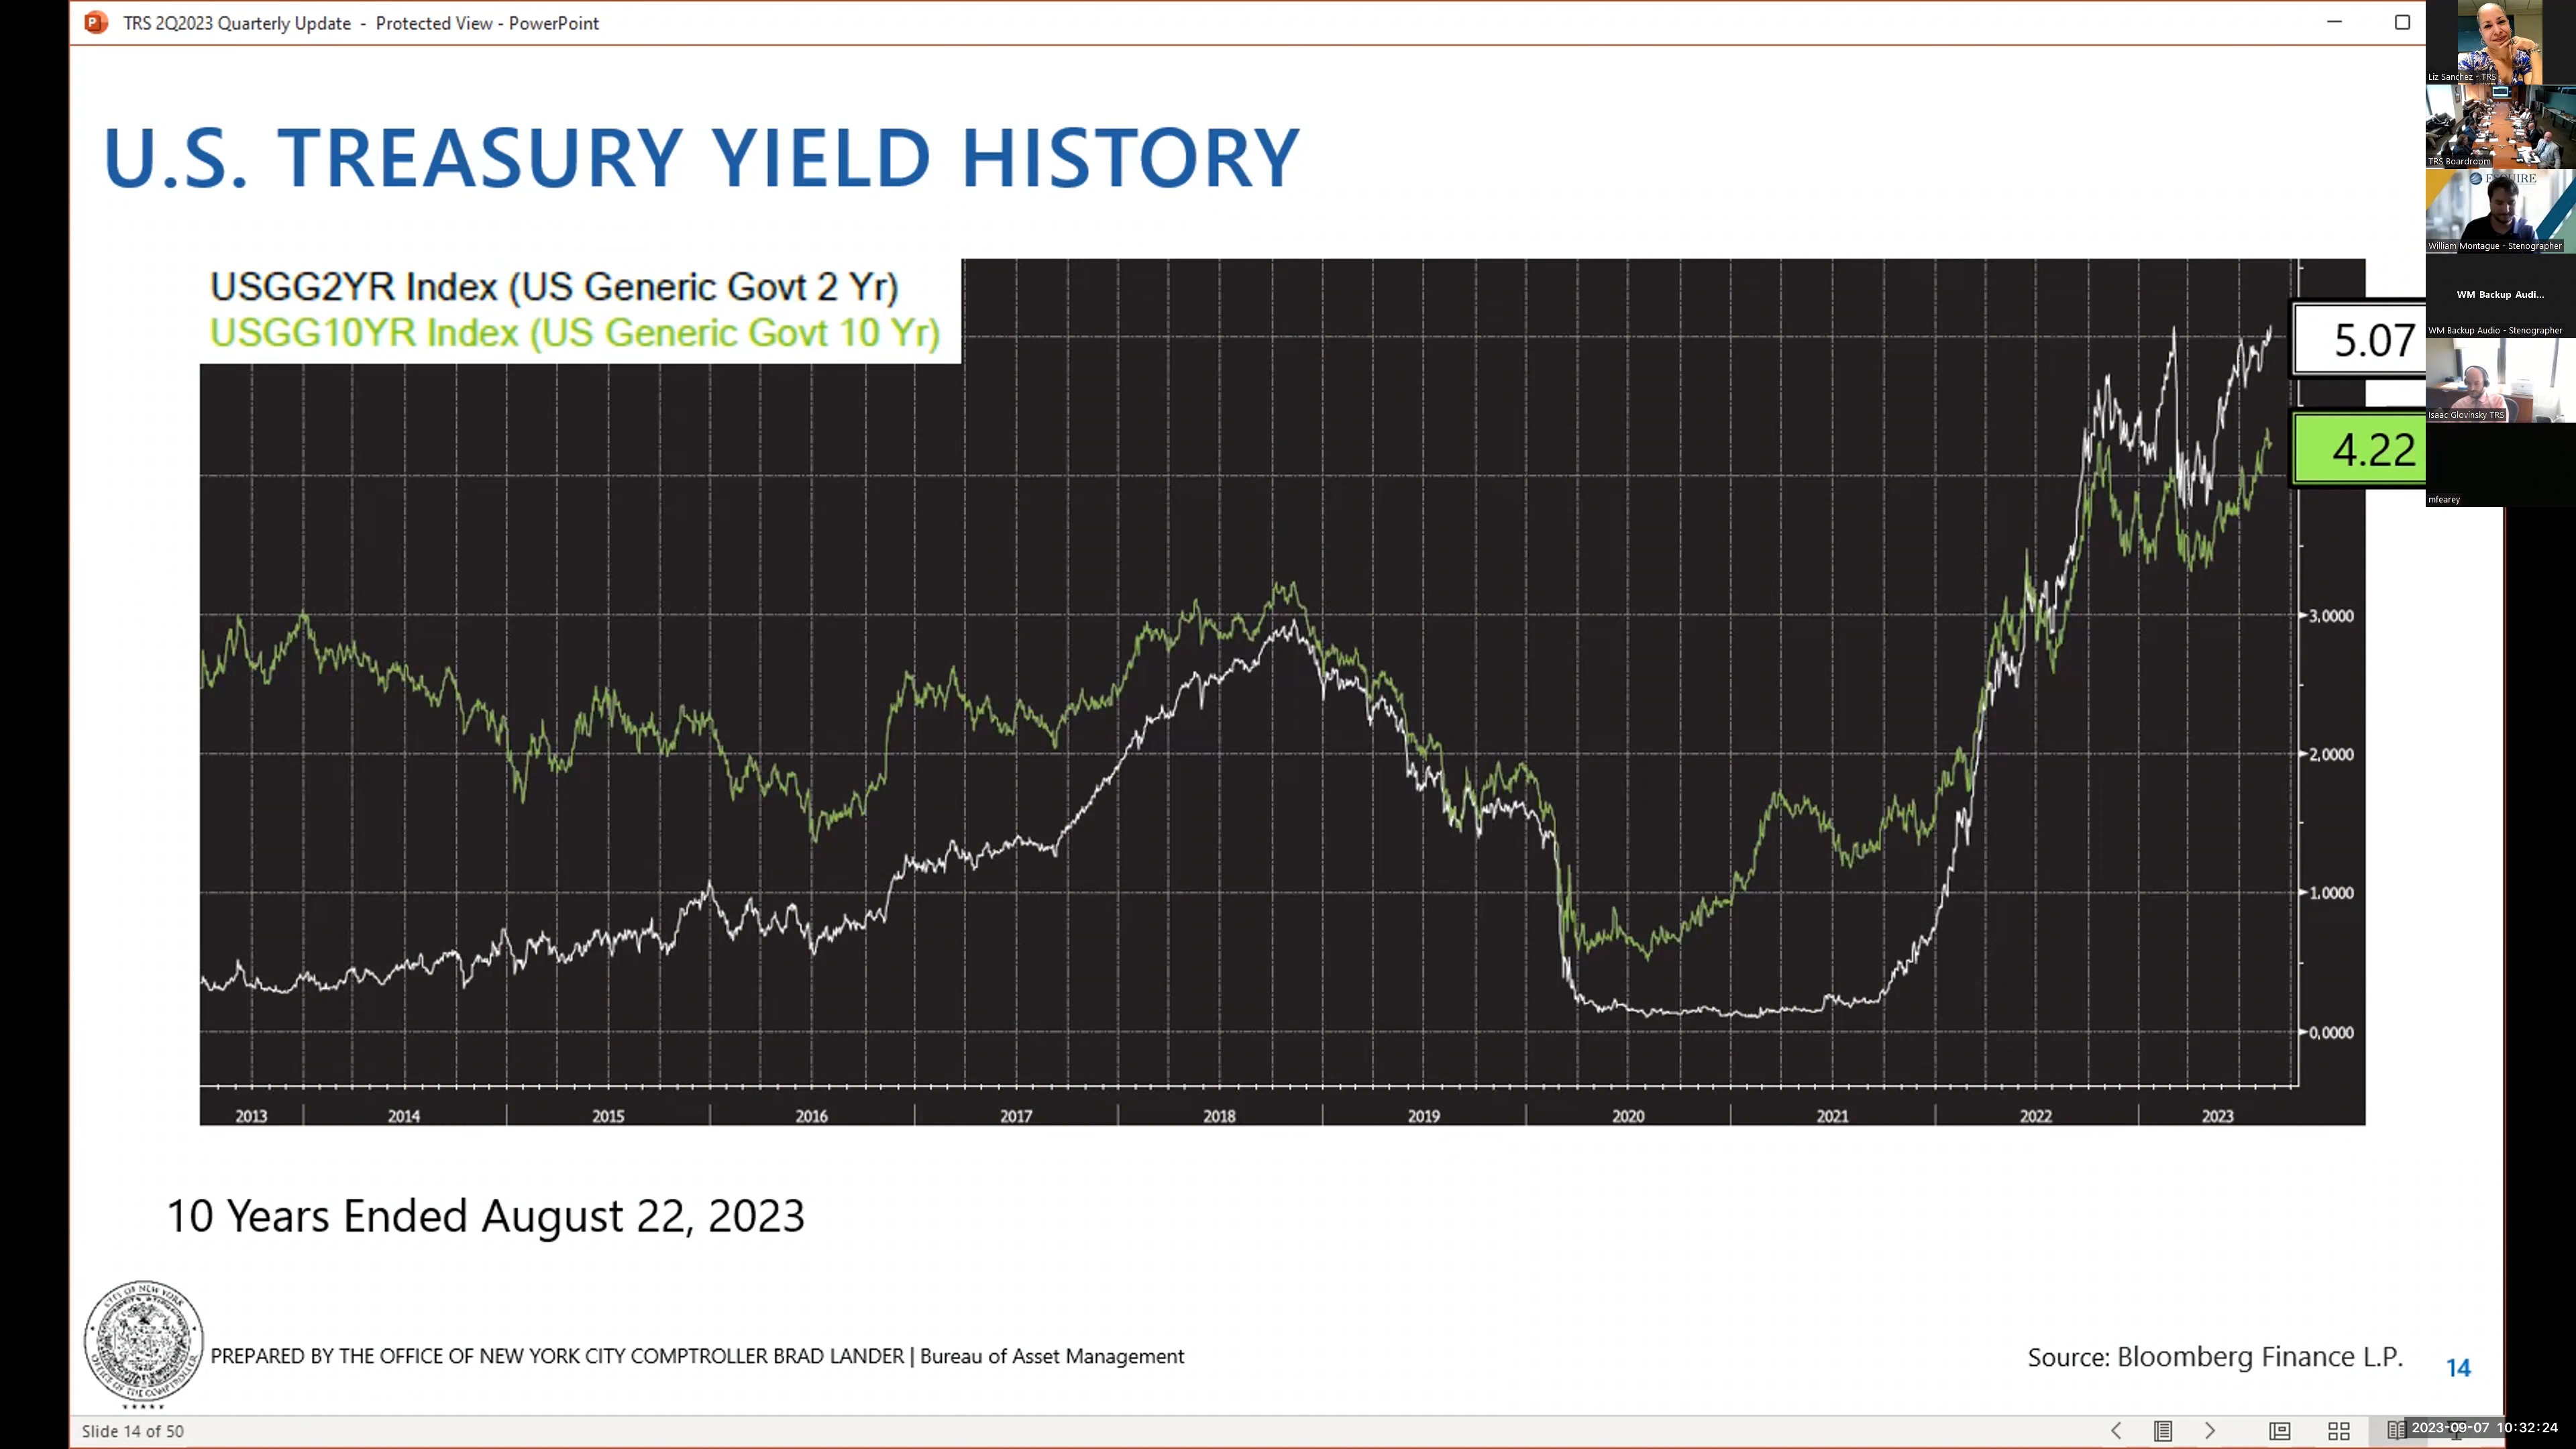 TRS 2Q2023 Quarterly Update - Protected View - PowerPoint
U.S. TREASURY YIELD HISTORY
USGG2YR Index (US Generic Govt 2 Yr)
USGG10YR Index (US Generic Govt 10 Yr)
5.07
4.22
3.0000
2.0000
1.0000
0.0000
2013 2014 2015 2016 2017 2018 2019 2020 2021 2022 2023
10 Years Ended August 22, 2023
PREPARED BY THE OFFICE OF NEW YORK CITY COMPTROLLER BRAD LANDER | Bureau of Asset Management
Source: Bloomberg Finance L.P.
14
Slide 14 of 50
Liz Sanchez - TRS
TRS Boardroom
William Montague - Stenographer
WM Backup Audi...
WM Backup Audio - Stenographer
Isaac Glovinsky TRS
mfearey
2023-09-07 10:32:24